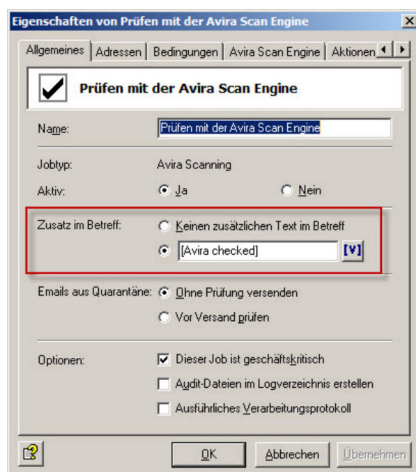 Eigenschaften von Prüfen mit der Avira Scan Engine
Allgemeines Adressen Bedingungen Avira Scan Engine Aktionen
Prüfen mit der Avira Scan Engine
Name: Prüfen mit der Avira Scan Engine
Jobtyp: Avira Scanning
Aktiv: Ja Nein
Zusatz im Betreff: Keinen zusätzlichen Text im Betreff
[Avira checked] [V]
Emails aus Quarantäne: Ohne Prüfung versenden
Vor Versand prüfen
Optionen: Dieser Job ist geschäftskritisch
Audit-Dateien im Logverzeichnis erstellen
Ausführliches Verarbeitungsprotokoll
OK Abbrechen Übernehmen